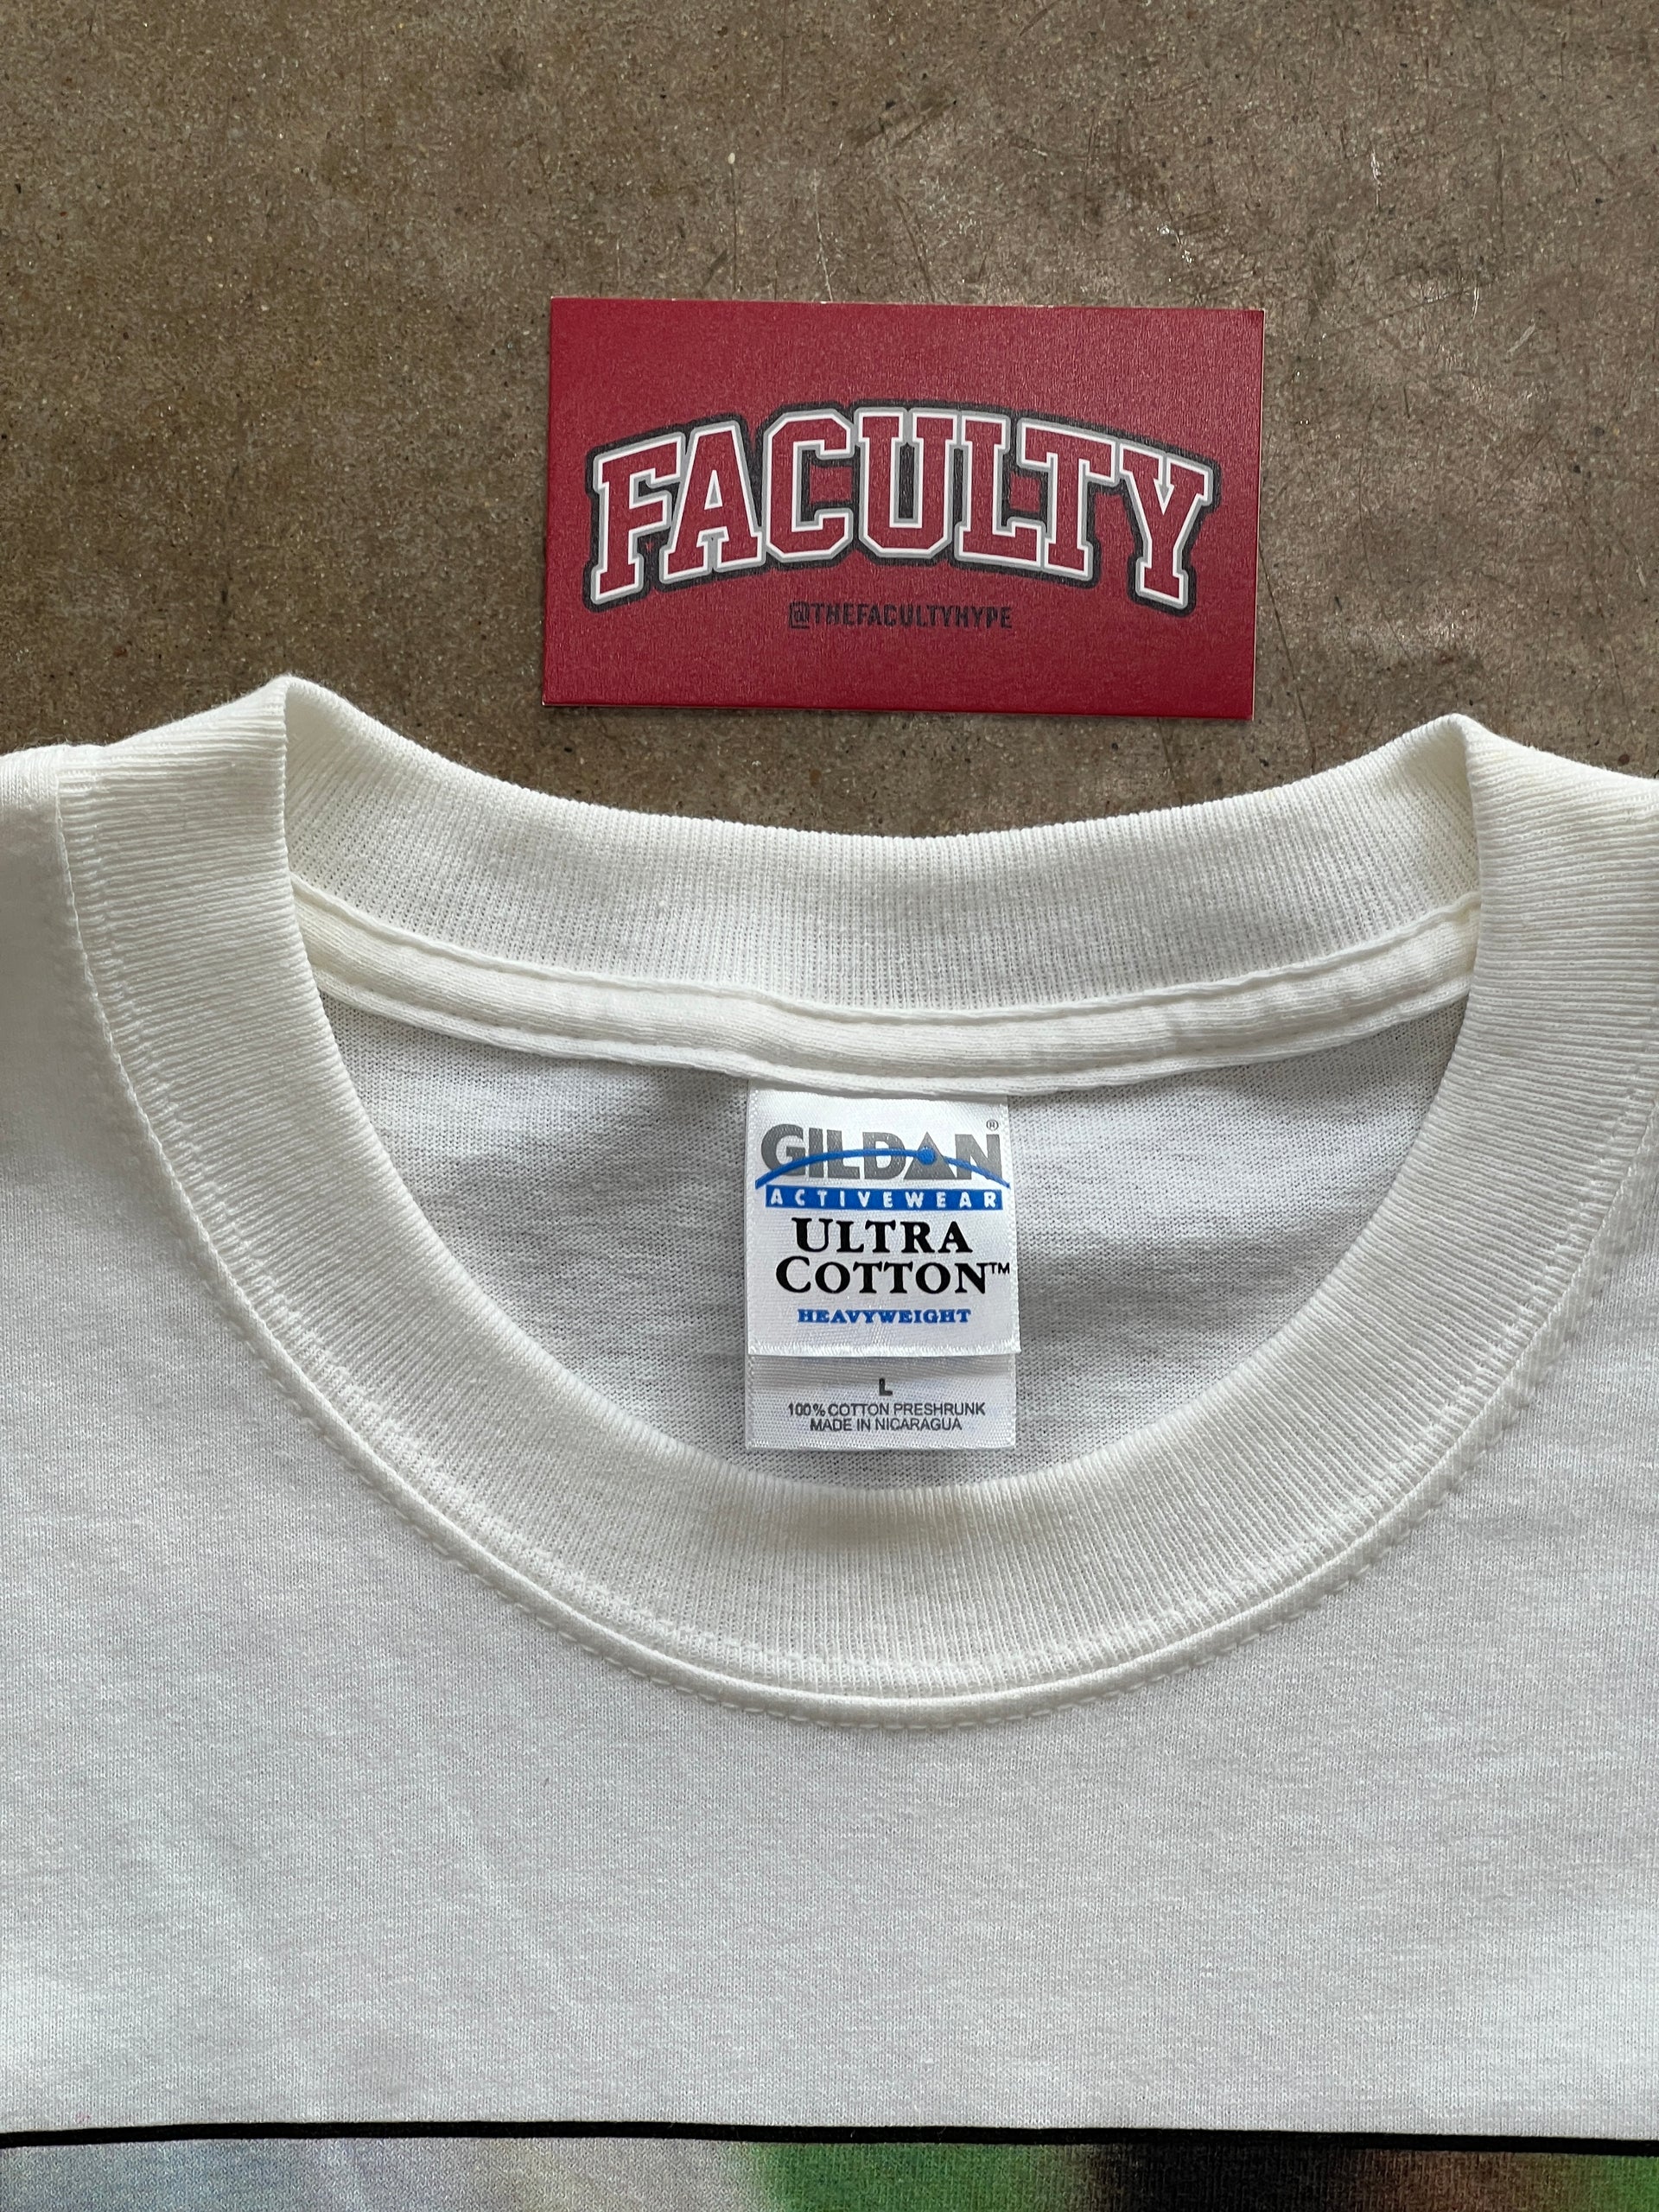 FACULTY
@THEFACULTYHYPE
GILDAN®
ACTIVEWEAR
ULTRA
COTTON™
HEAVYWEIGHT
L
100% COTTON PRESHRUNK
MADE IN NICARAGUA